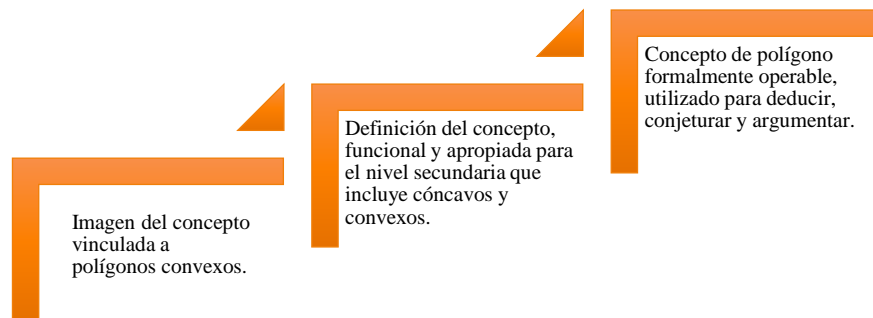 Imagen del concepto
vinculada a
polígonos convexos.
Definición del concepto,
funcional y apropiada para
el nivel secundaria que
incluye cóncavos y
convexos.
Concepto de polígono
formalmente operable,
utilizado para deducir,
conjeturar y argumentar.